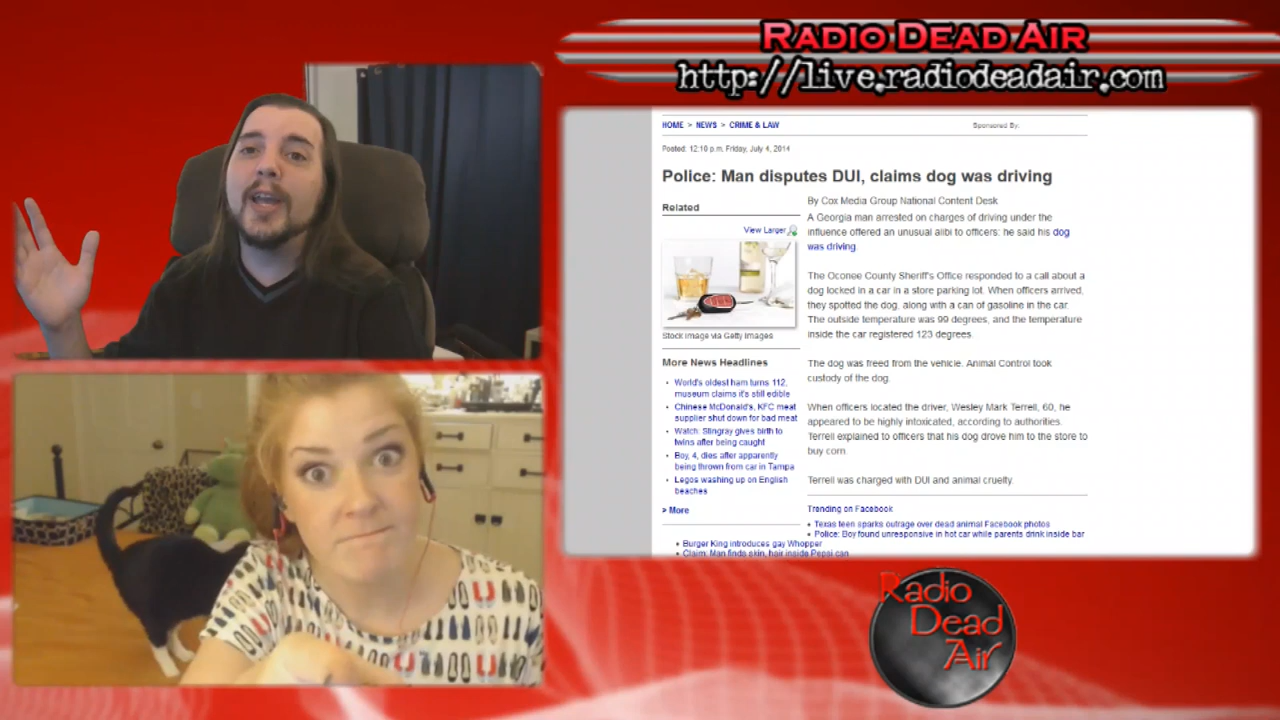 RADIO DEAD AIR
http://live.radiodeadair.com
HOME > NEWS > CRIME & LAW
Sponsored By:
Posted: 12:10 p.m. Friday, July 4, 2014
Police: Man disputes DUI, claims dog was driving
Related
View Larger
Stock image via Getty Images
More News Headlines
World's oldest ham turns 112,
museum claims it's still edible
Chinese McDonald's, KFC meat
supplier shut down for bad meat
Watch: Stingray gives birth to
twins after being caught
Boy, 4, dies after apparently
being thrown from car in Tampa
Legos washing up on English
beaches
> More
By Cox Media Group National Content Desk
A Georgia man arrested on charges of driving under the
influence offered an unusual alibi to officers: he said his dog
was driving.
The Oconee County Sheriff's Office responded to a call about a
dog locked in a car in a store parking lot. When officers arrived,
they spotted the dog, along with a can of gasoline in the car.
The outside temperature was 99 degrees, and the temperature
inside the car registered 123 degrees.
The dog was freed from the vehicle. Animal Control took
custody of the dog.
When officers located the driver, Wesley Mark Terrell, 60, he
appeared to be highly intoxicated, according to authorities.
Terrell explained to officers that his dog drove him to the store to
buy corn.
Terrell was charged with DUI and animal cruelty.
Trending on Facebook
Texas teen sparks outrage over dead animal Facebook photos
Police: Boy found unresponsive in hot car while parents drink inside bar
Burger King introduces gay Whopper
Claim: Man finds skin, hair inside Pepsi can
Radio
Dead
Air